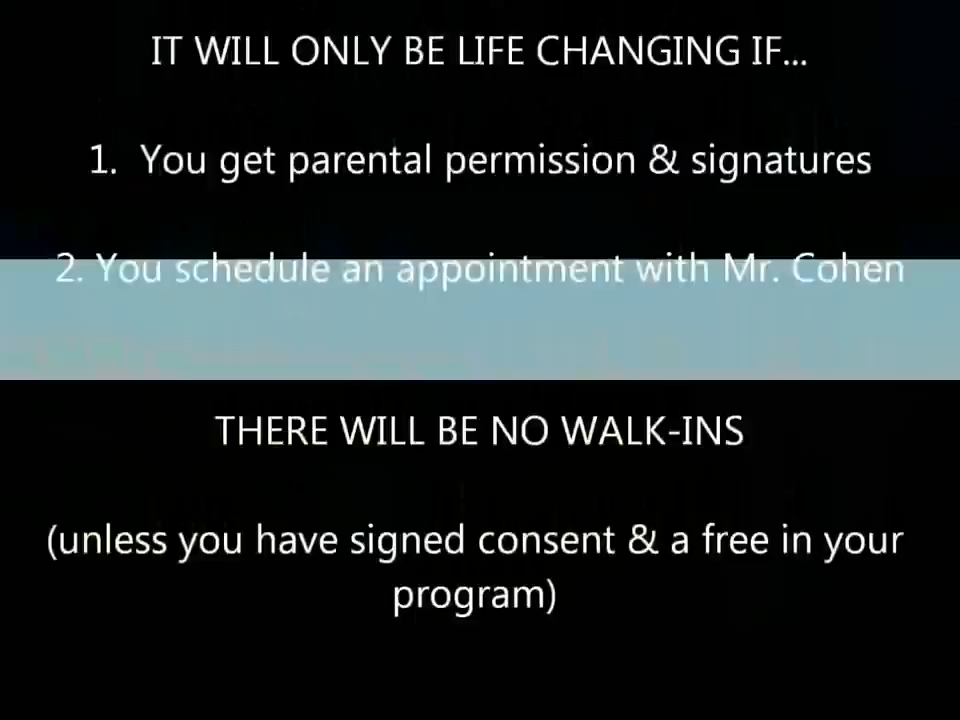 IT WILL ONLY BE LIFE CHANGING IF...
1. You get parental permission & signatures
2. You schedule an appointment with Mr. Cohen
THERE WILL BE NO WALK-INS
(unless you have signed consent & a free in your
program)